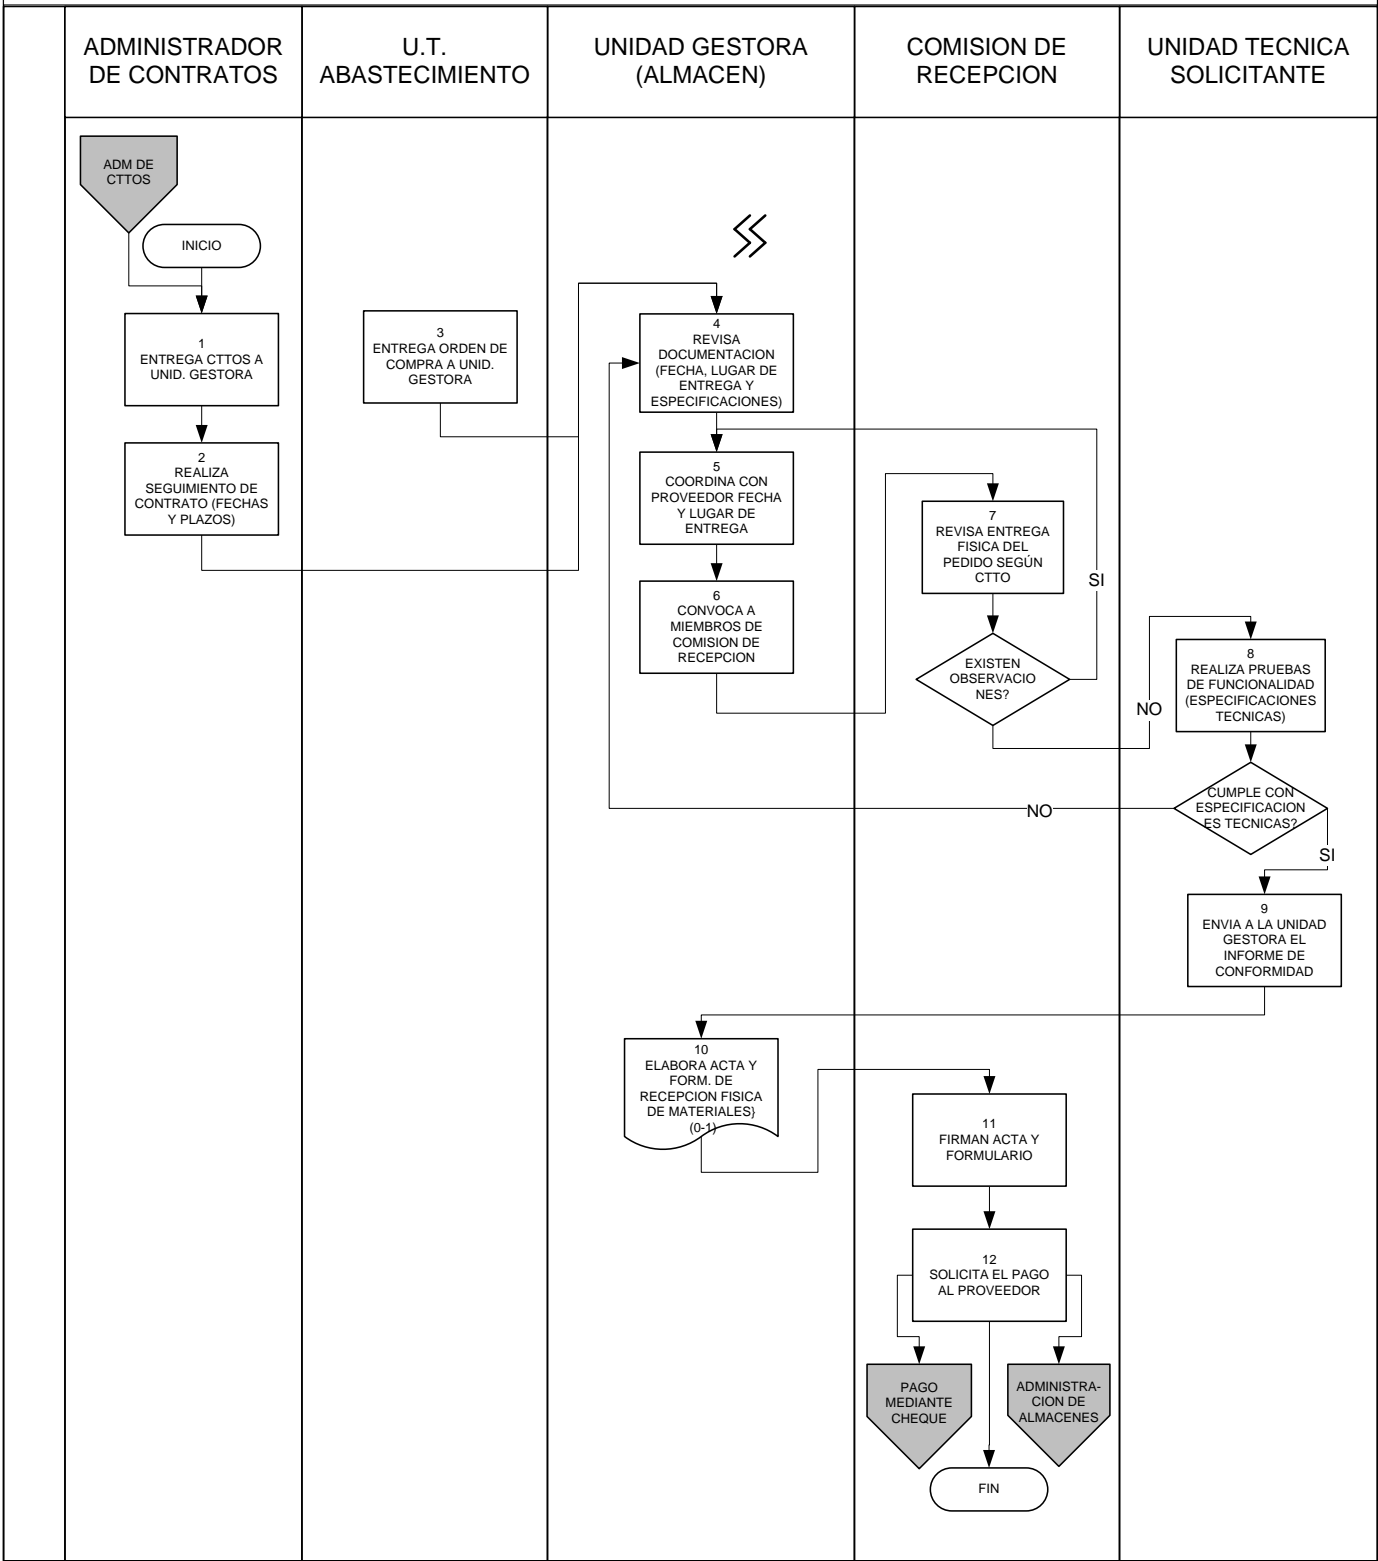 ADMINISTRADOR
DE CONTRATOS
U.T.
ABASTECIMIENTO
UNIDAD GESTORA
(ALMACEN)
COMISION DE
RECEPCION
UNIDAD TECNICA
SOLICITANTE
ADM DE
CTTOS
INICIO
1
ENTREGA CTTOS A
UNID. GESTORA
2
REALIZA
SEGUIMIENTO DE
CONTRATO (FECHAS
Y PLAZOS)
3
ENTREGA ORDEN DE
COMPRA A UNID.
GESTORA
4
REVISA
DOCUMENTACION
(FECHA, LUGAR DE
ENTREGA Y
ESPECIFICACIONES)
5
COORDINA CON
PROVEEDOR FECHA
Y LUGAR DE
ENTREGA
6
CONVOCA A
MIEMBROS DE
COMISION DE
RECEPCION
7
REVISA ENTREGA
FISICA DEL
PEDIDO SEGÚN
CTTO
SI
EXISTEN
OBSERVACIO
NES?
NO
8
REALIZA PRUEBAS
DE FUNCIONALIDAD
(ESPECIFICACIONES
TECNICAS)
CUMPLE CON
ESPECIFICACION
ES TECNICAS?
NO
SI
9
ENVIA A LA UNIDAD
GESTORA EL
INFORME DE
CONFORMIDAD
10
ELABORA ACTA Y
FORM. DE
RECEPCION FISICA
DE MATERIALES}
(0-1)
11
FIRMAN ACTA Y
FORMULARIO
12
SOLICITA EL PAGO
AL PROVEEDOR
PAGO
MEDIANTE
CHEQUE
ADMINISTRA-
CION DE
ALMACENES
FIN